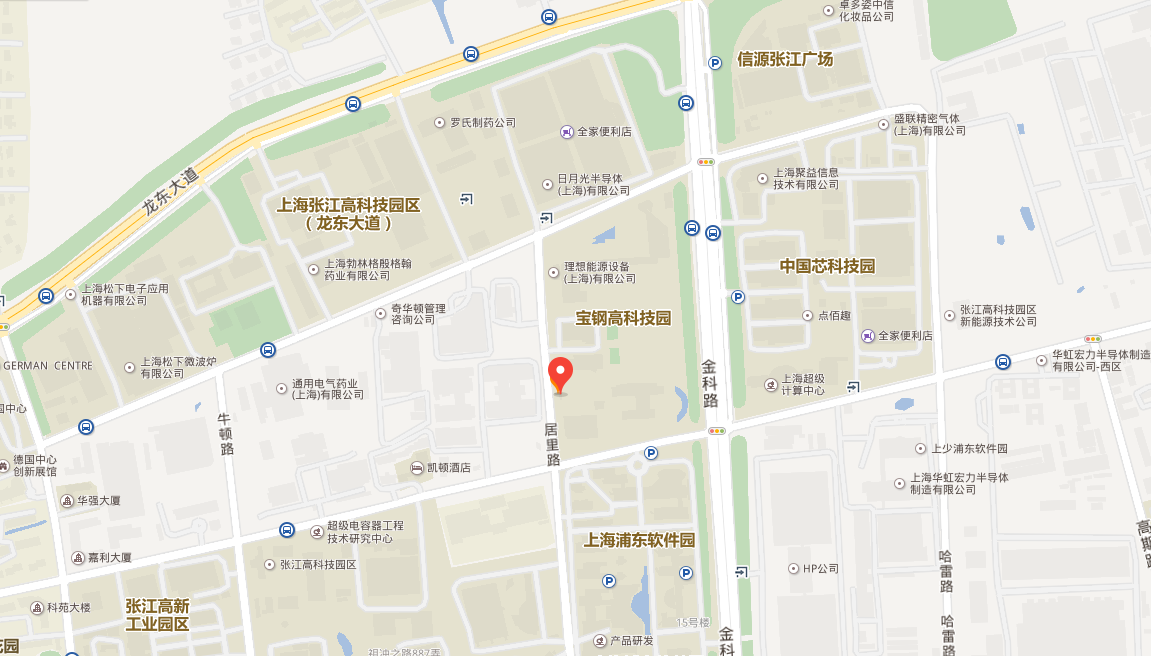 卓多姿中信
化妆品公司
信源张江广场
罗氏制药公司
全家便利店
盛联精密气体
(上海)有限公司
龙东大道
日月光半导体
(上海)有限公司
上海聚益信息
技术有限公司
上海张江高科技园区
(龙东大道)
上海勃林格殷格翰
药业有限公司
理想能源设备
(上海)有限公司
中国芯科技园
上海松下电子应用
机器有限公司
奇华顿管理
咨询公司
宝钢高科技园
点佰趣
张江高科技园区
新能源技术公司
全家便利店
GERMAN CENTRE
上海松下微波炉
有限公司
华虹宏力半导体制造
有限公司-西区
通用电气药业
(上海)有限公司
金科路
上海超级
计算中心
国中心
牛顿路
居里路
上少浦东软件园
德国中心
创新展馆
凯顿酒店
上海华虹宏力半导体
制造有限公司
华强大厦
超级电容器工程
技术研究中心
高斯路
上海浦东软件园
嘉利大厦
张江高科技园区
HP公司
哈雷路
科苑大楼
张江高新
工业园区
15号楼
哈雷路
花园
产品研发
金科
祖冲之路887弄